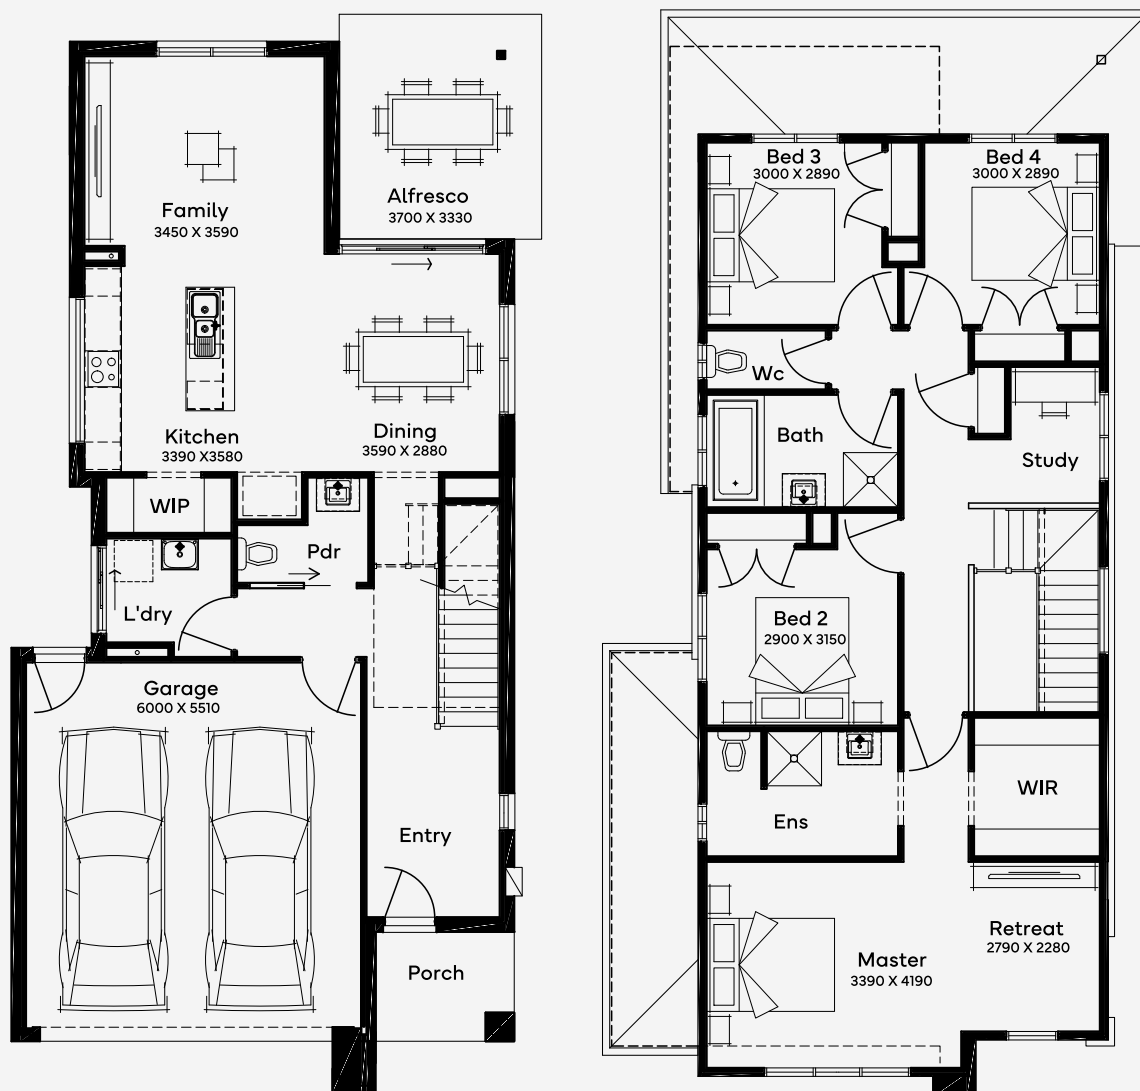 Alfresco
3700 X 3330
Family
3450 X 3590
Kitchen
3390 X3580
Dining
3590 X 2880
WIP
Pdr
L'dry
Garage
6000 X 5510
Entry
Porch
Bed 3
3000 X 2890
Bed 4
3000 X 2890
Wc
Bath
Study
Bed 2
2900 X 3150
WIR
Ens
Retreat
2790 X 2280
Master
3390 X 4190